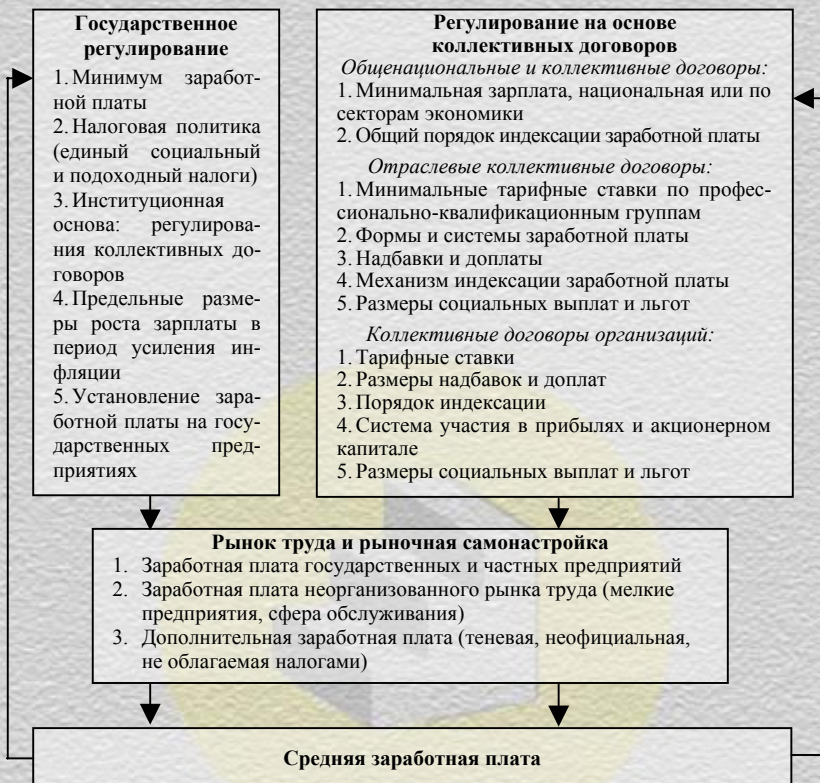 Государственное
регулирование
1. Минимум заработ-
ной платы
2. Налоговая политика
(единый социальный
и подоходный налоги)
3. Институционная
основа: регулирова-
ния коллективных до-
говоров
4. Предельные разме-
ры роста зарплаты в
период усиления ин-
фляции
5. Установление зара-
ботной платы на госу-
дарственных пред-
приятиях
Регулирование на основе
коллективных договоров
Общенациональные и коллективные договоры:
1. Минимальная зарплата, национальная или по
секторам экономики
2. Общий порядок индексации заработной платы
Отраслевые коллективные договоры:
1. Минимальные тарифные ставки по профес-
сионально-квалификационным группам
2. Формы и системы заработной платы
3. Надбавки и доплаты
4. Механизм индексации заработной платы
5. Размеры социальных выплат и льгот
Коллективные договоры организаций:
1. Тарифные ставки
2. Размеры надбавок и доплат
3. Порядок индексации
4. Система участия в прибылях и акционерном
капитале
5. Размеры социальных выплат и льгот
Рынок труда и рыночная самонастройка
1. Заработная плата государственных и частных предприятий
2. Заработная плата неорганизованного рынка труда (мелкие
предприятия, сфера обслуживания)
3. Дополнительная заработная плата (теневая, неофициальная,
не облагаемая налогами)
Средняя заработная плата